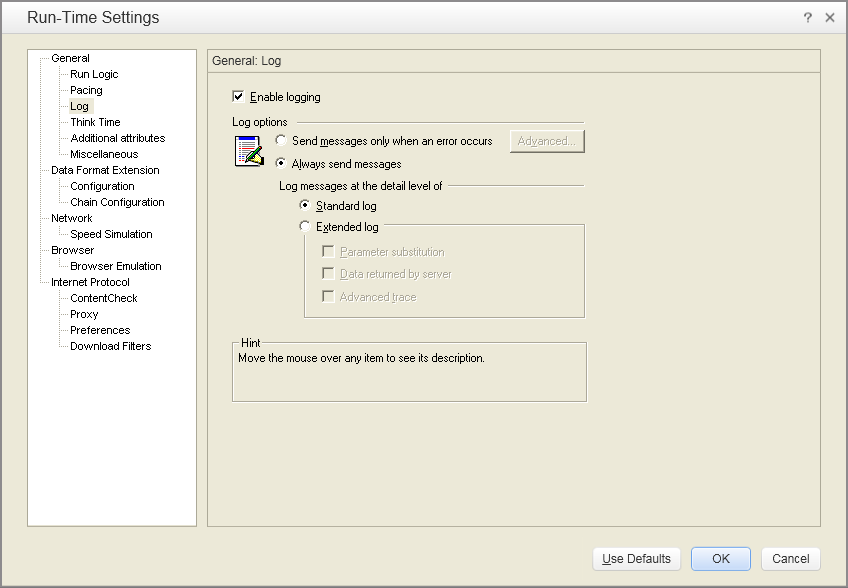 Run-Time Settings
?
General
Run Logic
Pacing
Log
Think Time
Additional attributes
Miscellaneous
Data Format Extension
Configuration
Chain Configuration
Network
Speed Simulation
Browser
Browser Emulation
Internet Protocol
ContentCheck
Proxy
Preferences
Download Filters
General: Log
Enable logging
Log options
Send messages only when an error occurs
Advanced...
Always send messages
Log messages at the detail level of
Standard log
Extended log
Parameter substitution
Data returned by server
Advanced trace
Hint
Move the mouse over any item to see its description.
Use Defaults
OK
Cancel